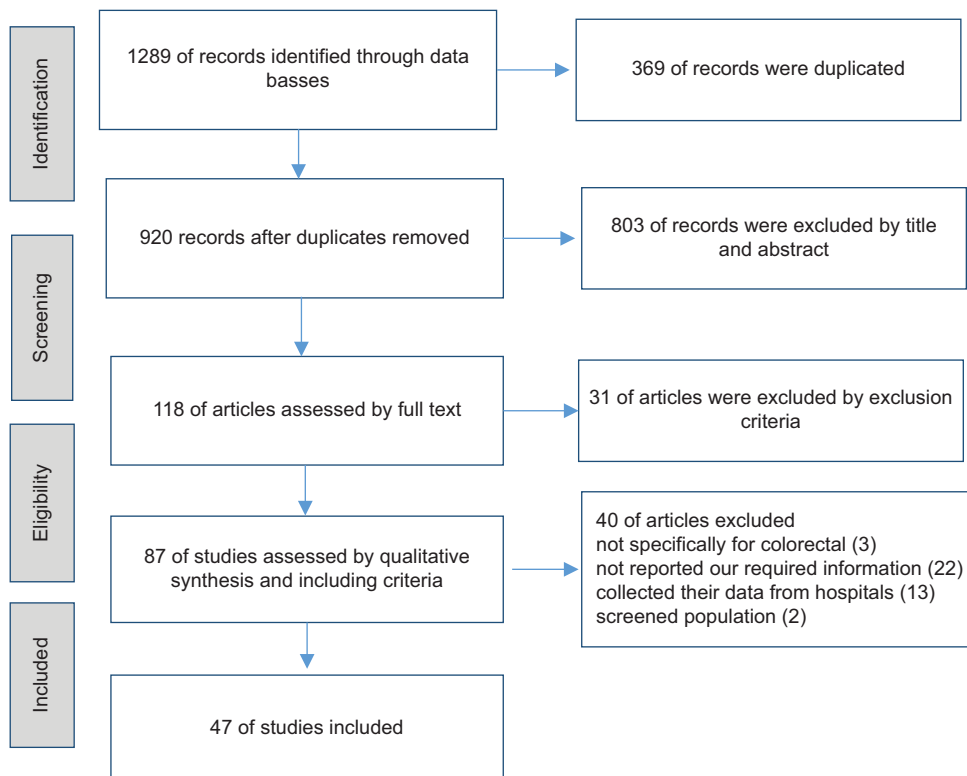 Identification
1289 of records identified through data
basses
369 of records were duplicated
Screening
920 records after duplicates removed
803 of records were excluded by title
and abstract
118 of articles assessed by full text
31 of articles were excluded by exclusion
criteria
Eligibility
87 of studies assessed by qualitative
synthesis and including criteria
40 of articles excluded
not specifically for colorectal (3)
not reported our required information (22)
collected their data from hospitals (13)
screened population (2)
Included
47 of studies included